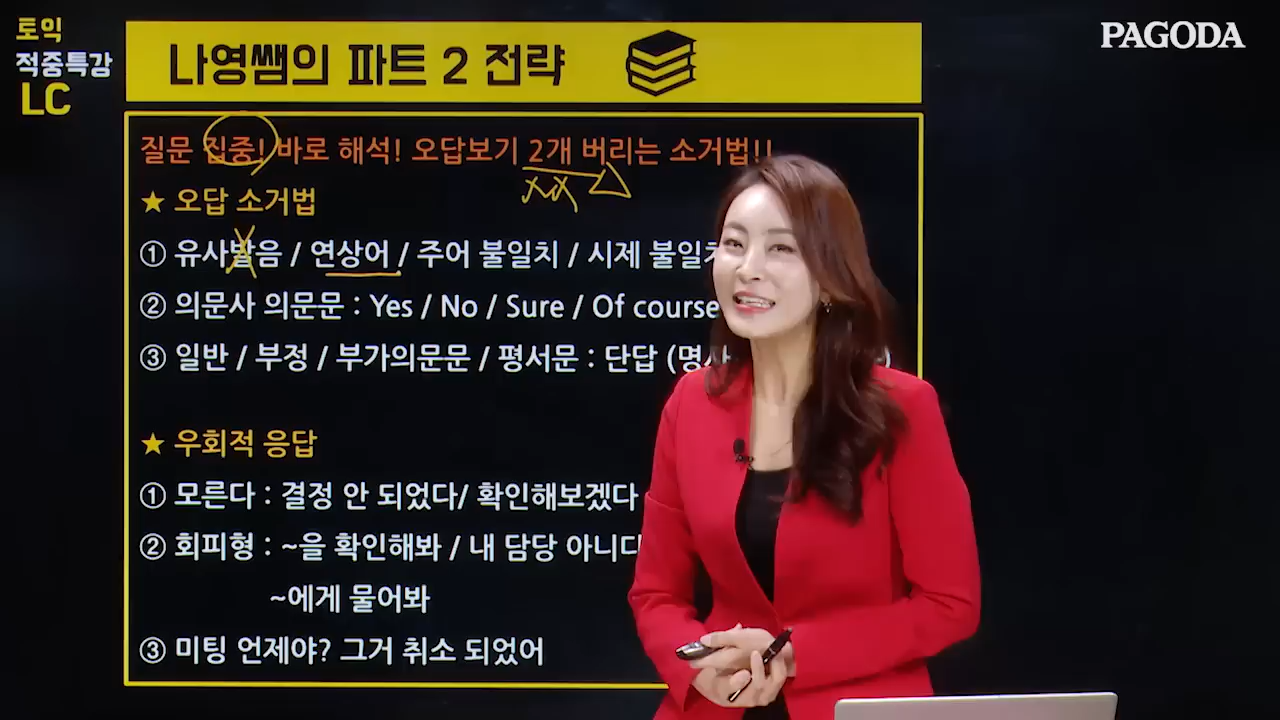 토익
적중특강
LC
PAGODA
나영쌤의 파트 2 전략
질문 집중! 바로 해석! 오답보기 2개 버리는 소거법!!
★ 오답 소거법
① 유사발음 / 연상어 / 주어 불일치 / 시제 불일치
② 의문사 의문문 : Yes / No / Sure / Of course
③ 일반 / 부정 / 부가의문문 / 평서문 : 단답 (명사
★ 우회적 응답
① 모른다 : 결정 안 되었다/ 확인해보겠다
② 회피형 : ~을 확인해봐 / 내 담당 아니다
~에게 물어봐
③ 미팅 언제야? 그거 취소 되었어